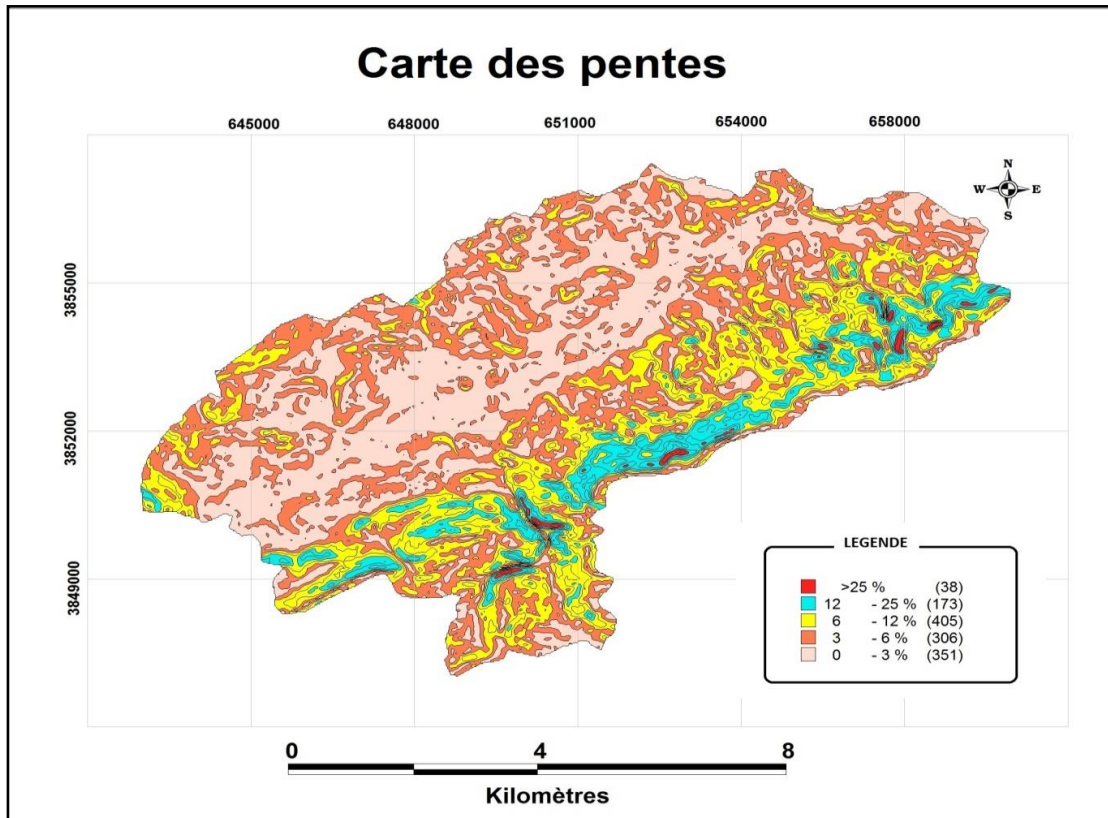 Carte des pentes
645000 648000 651000 654000 658000
N
W E
S
3855000
3852000
3849000
LEGENDE
>25 % (38)
12 - 25 % (173)
6 - 12 % (405)
3 - 6 % (306)
0 - 3 % (351)
0 4 8
Kilomètres